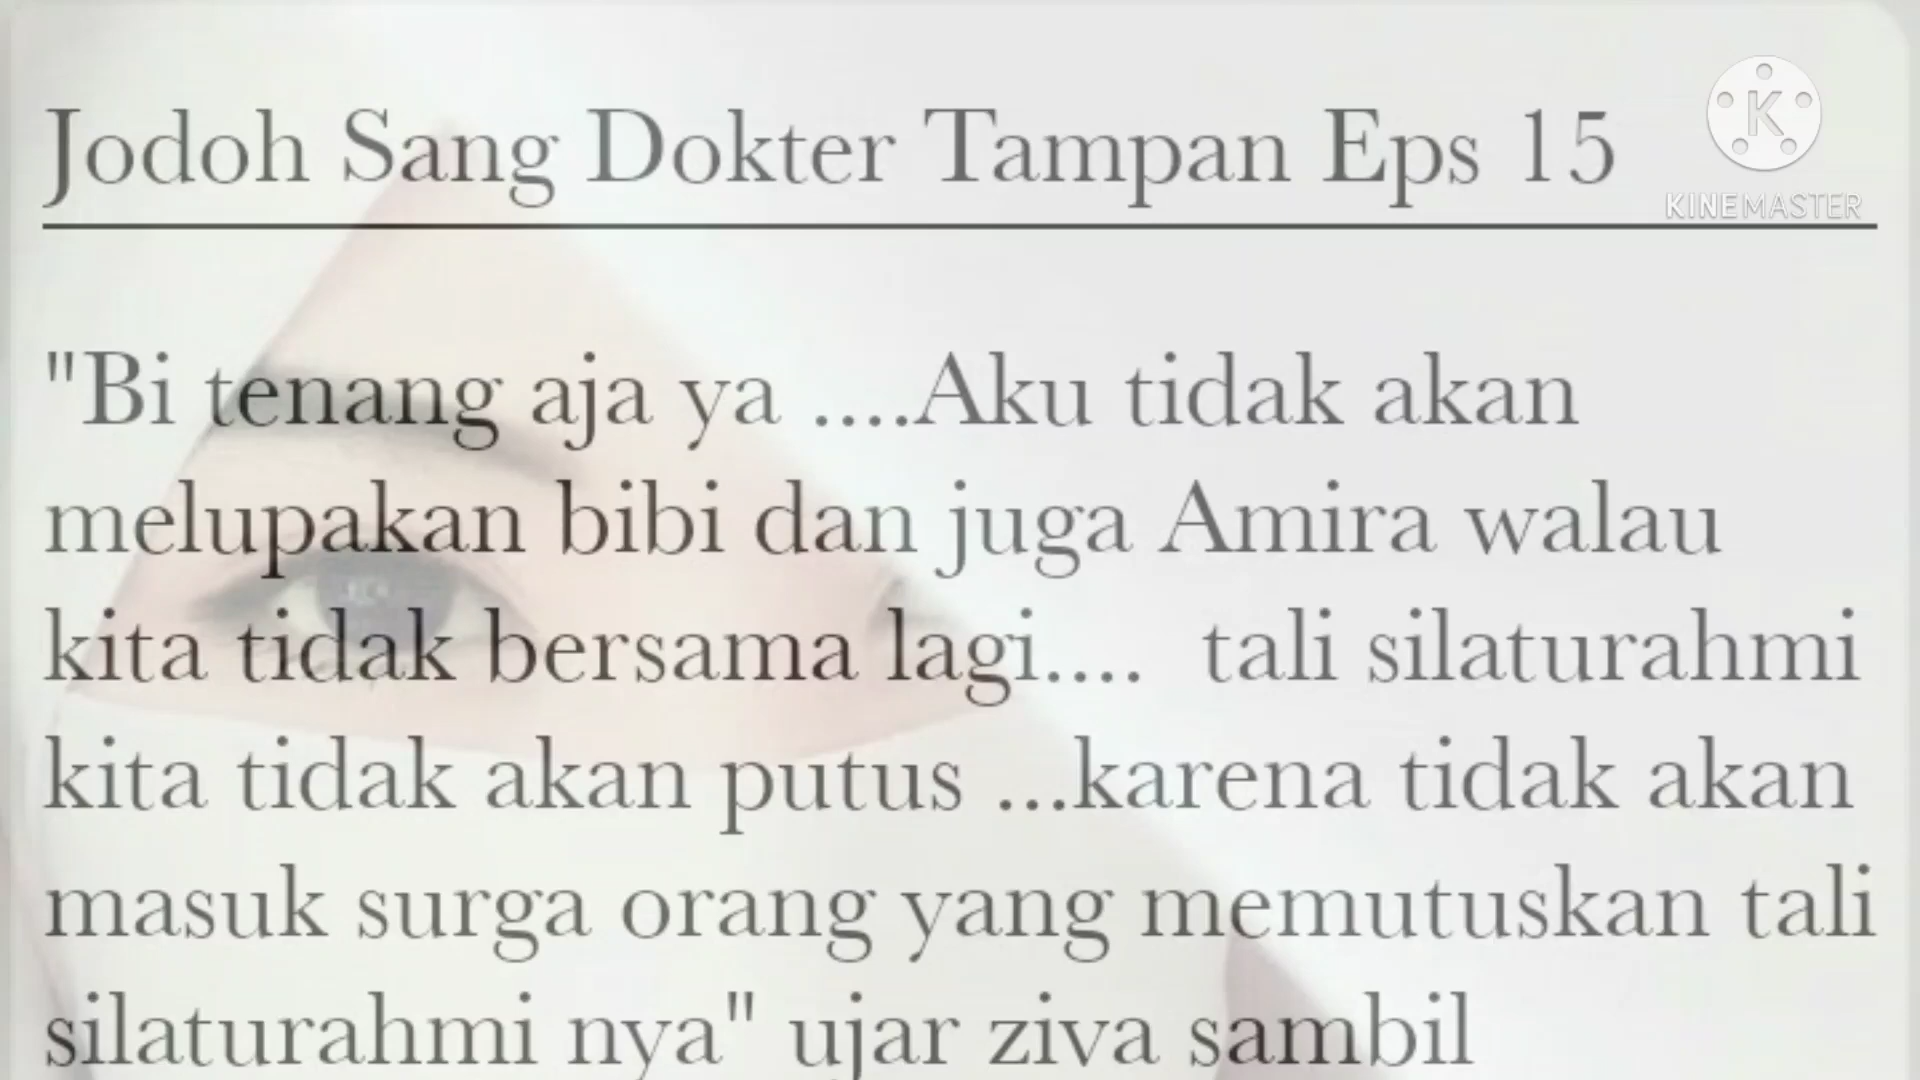 Jodoh Sang Dokter Tampan Eps 15
K
KINEMASTER
"Bi tenang aja ya ....Aku tidak akan
melupakan bibi dan juga Amira walau
kita tidak bersama lagi.... tali silaturahmi
kita tidak akan putus ...karena tidak akan
masuk surga orang yang memutuskan tali
silaturahmi nya" ujar ziva sambil